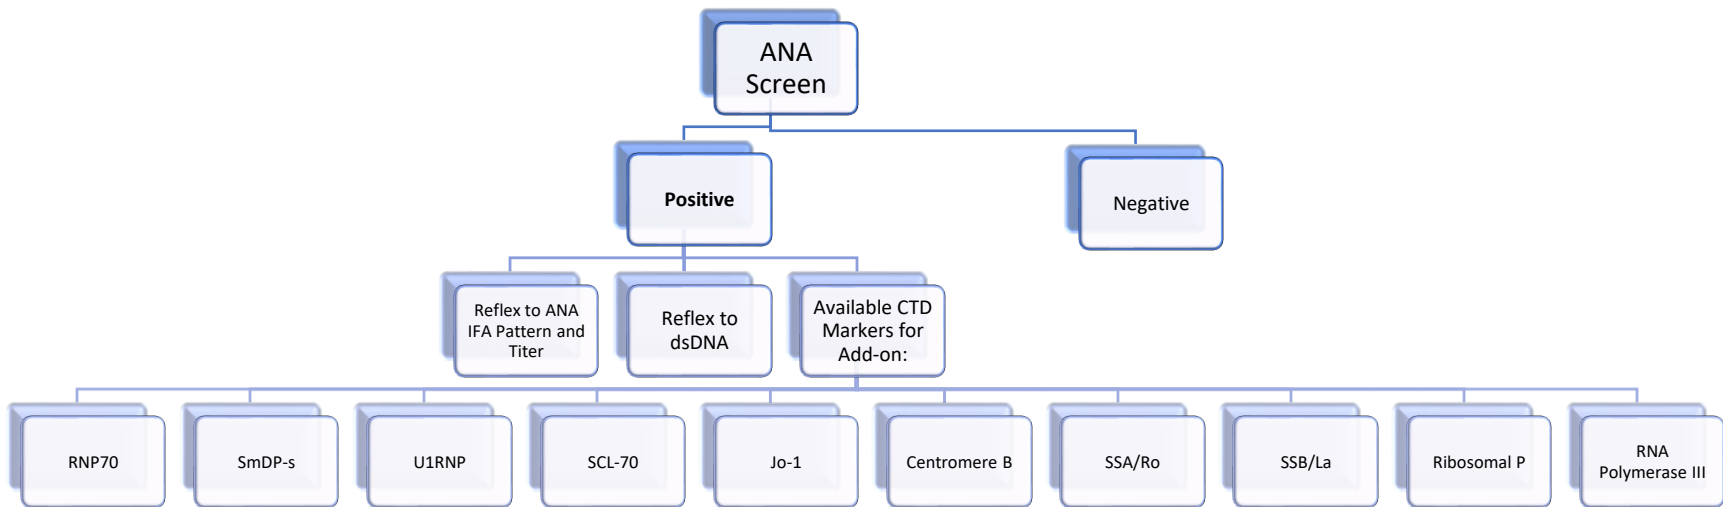 ANA
Screen
Positive
Negative
Reflex to ANA
IFA Pattern and
Titer
Reflex to
dsDNA
Available CTD
Markers for
Add-on:
RNP70
SmDP-s
U1RNP
SCL-70
Jo-1
Centromere B
SSA/Ro
SSB/La
Ribosomal P
RNA
Polymerase III